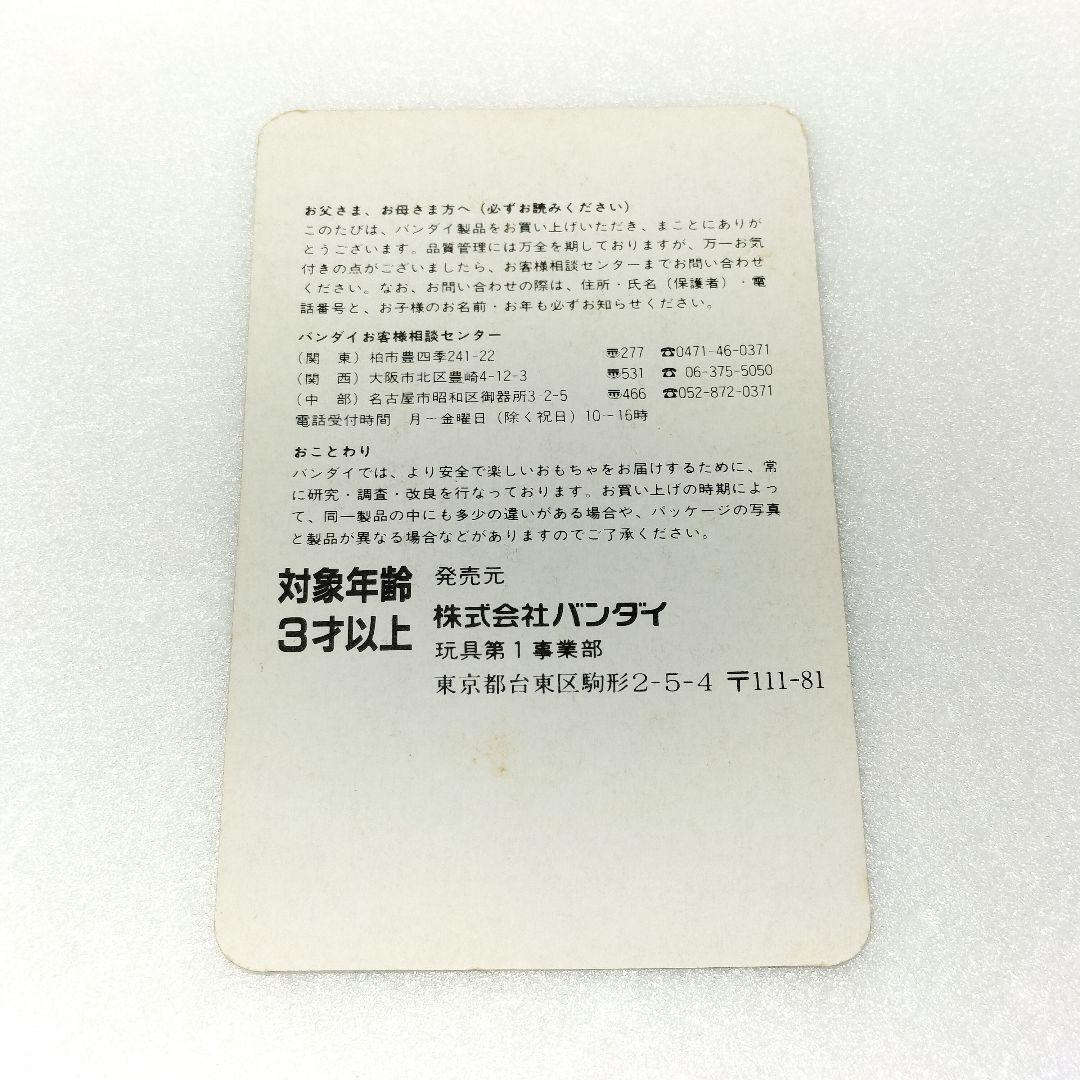 お父さま、お母さま方へ（必ずお読みください）
このたびは、バンダイ製品をお買い上げいただき、まことにありが
とうございます。品質管理には万全を期しておりますが、万一お気
付きの点がございましたら、お客様相談センターまでお問い合わせ
ください。なお、お問い合わせの際は、住所・氏名（保護者）・電
話番号と、お子様のお名前・お年も必ずお知らせください。
バンダイお客様相談センター
（関　東）柏市豊四季241-22 〠277 ☎0471-46-0371
（関　西）大阪市北区豊崎4-12-3 〠531 ☎ 06-375-5050
（中　部）名古屋市昭和区御器所3-2-5 〠466 ☎052-872-0371
電話受付時間　月－金曜日（除く祝日）10－16時
おことわり
バンダイでは、より安全で楽しいおもちゃをお届けするために、常
に研究・調査・改良を行なっております。お買い上げの時期によっ
て、同一製品の中にも多少の違いがある場合や、パッケージの写真
と製品が異なる場合などがありますのでご了承ください。
対象年齢
3才以上
発売元
株式会社バンダイ
玩具第1事業部
東京都台東区駒形2-5-4 〒111-81